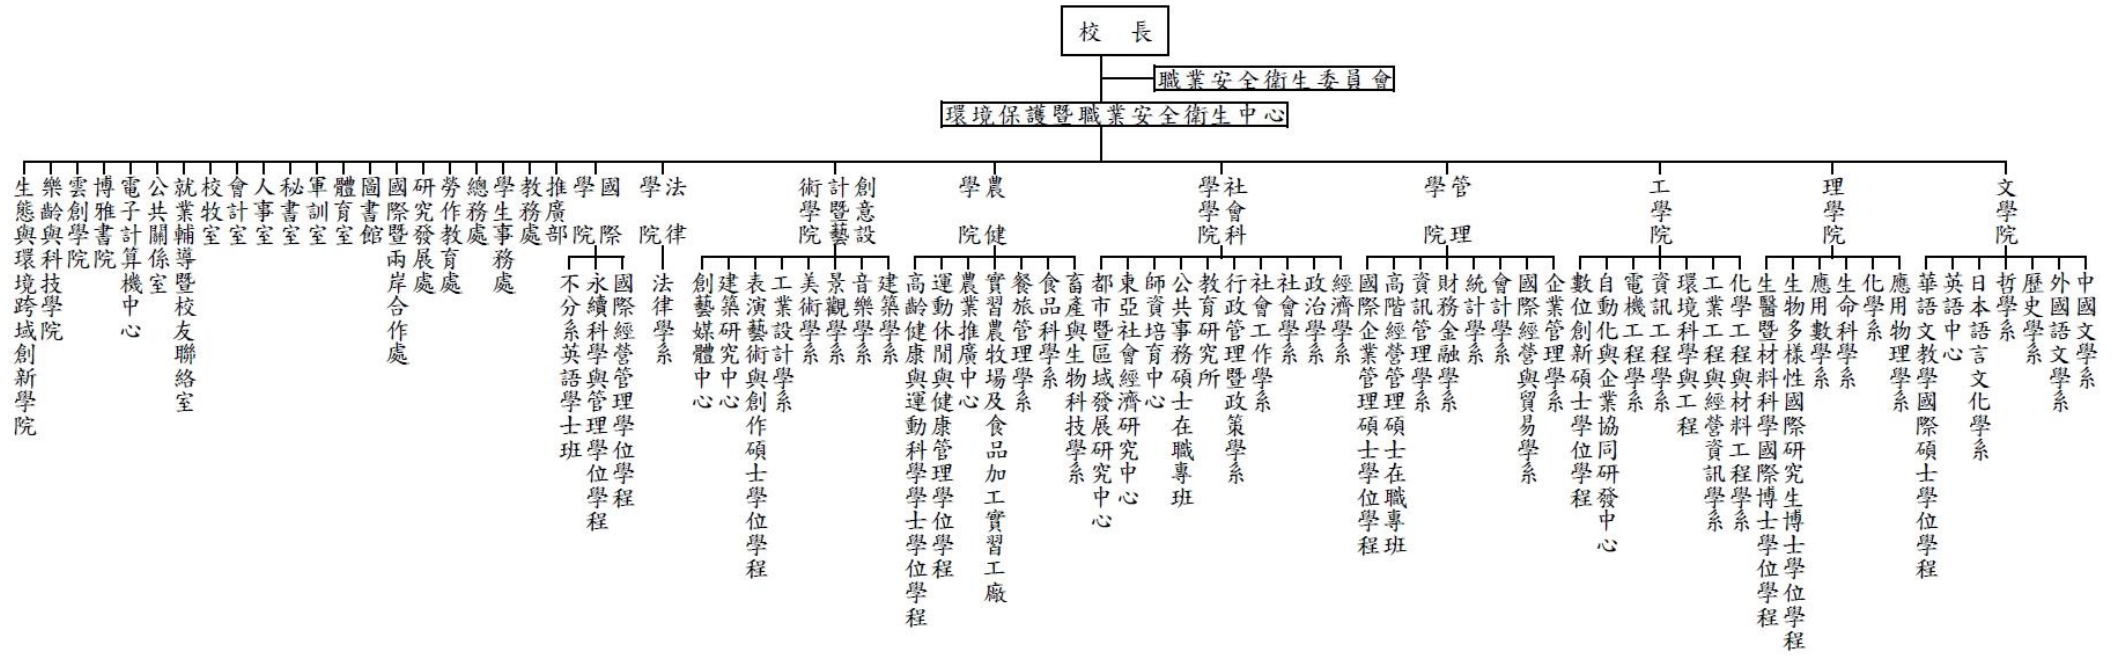 校長
職業安全衛生委員會
環境保護暨職業安全衛生中心
文學院
中國文學系
外國語文學系
歷史學系
哲學系
日本語言文化學系
英語中心
華語文教學國際碩士學位學程
理學院
應用物理學系
化學系
生命科學系
應用數學系
生物多樣性國際研究生博士學位學程
生醫暨材料科學國際博士學位學程
工學院
化學工程與材料工程學系
工業工程與經營資訊學系
環境科學與工程
資訊工程學系
電機工程學系
自動化與企業協同研發中心
數位創新碩士學位學程
管理學院
企業管理學系
國際經營與貿易學系
會計學系
統計學系
財務金融學系
資訊管理學系
高階經營管理碩士在職專班
國際企業管理碩士學位學程
社會科學學院
經濟學系
政治學系
社會學系
社會工作學系
行政管理暨政策學系
教育研究所
公共事務碩士在職專班
師資培育中心
東亞社會經濟研究中心
都市暨區域發展研究中心
農健學院
畜產與生物科技學系
食品科學系
餐旅管理學系
實習農牧場及食品加工實習工廠
農業推廣中心
運動休閒與健康管理學位學程
高齡健康與運動科學學士學位學程
創意設計暨藝術學院
建築學系
音樂學系
景觀學系
美術學系
工業設計學系
表演藝術與創作碩士學位學程
建築研究中心
創藝媒體中心
法律學院
法律學系
國際學院
國際經營管理學位學程
永續科學與管理學位學程
不分系英語學士班
推廣部
教務處
學生事務處
總務處
勞作教育處
研究發展處
國際暨兩岸合作處
圖書館
體育室
軍訓室
秘書室
人事室
會計室
校牧室
就業輔導暨校友聯絡室
公共關係室
電子計算機中心
博雅書院
雲創學院
樂齡與科技學院
生態與環境跨域創新學院